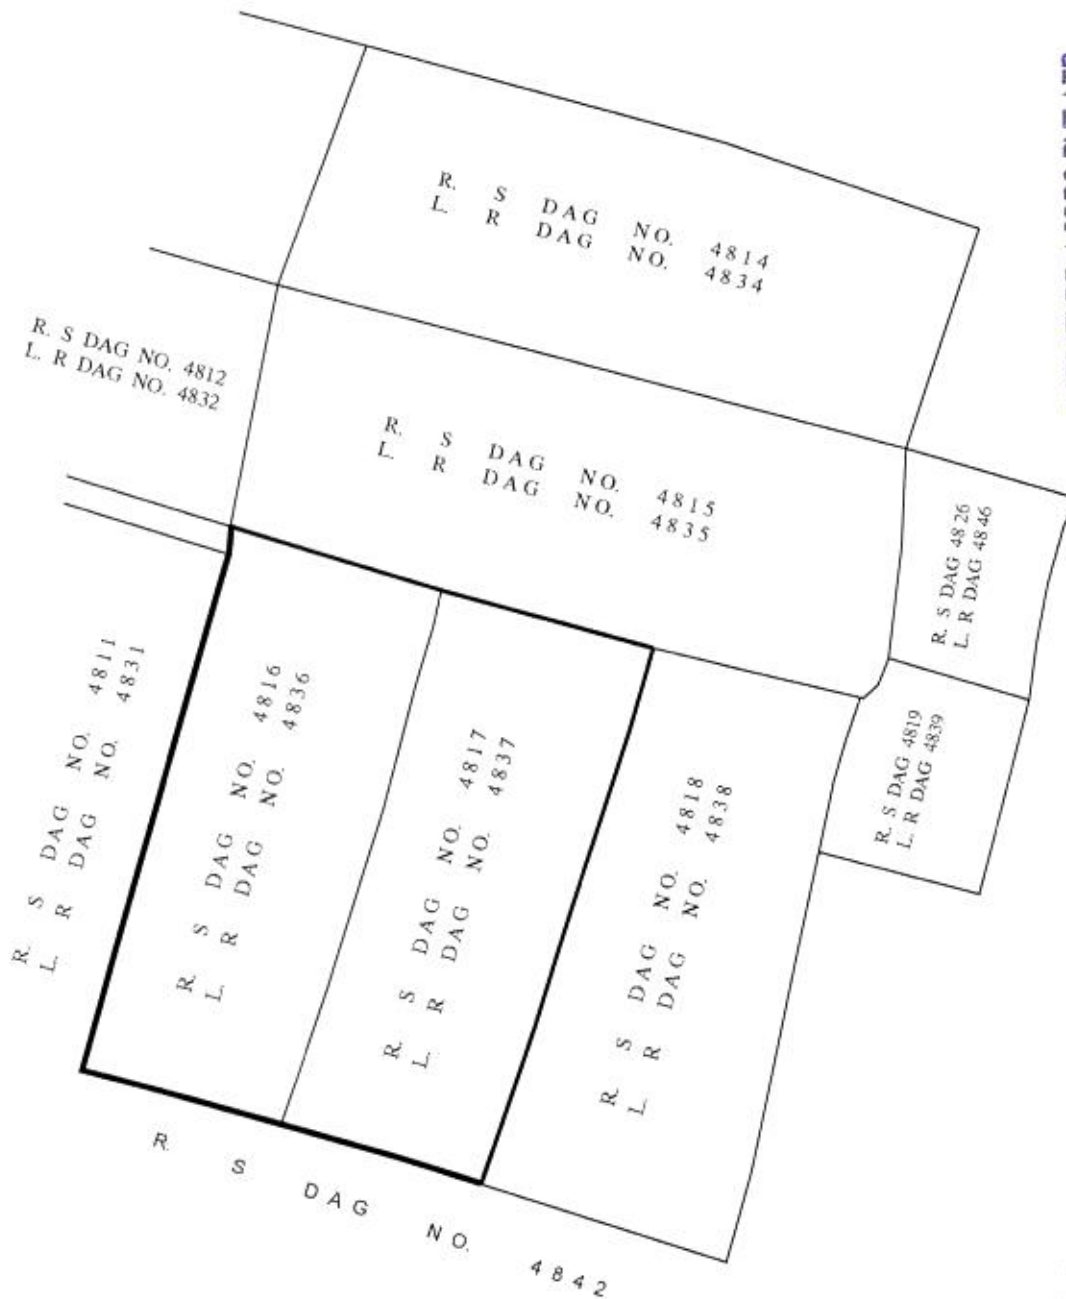 R. S DAG NO. 4814
L. R DAG NO. 4834
R. S DAG NO. 4812
L. R DAG NO. 4832
R. S DAG NO. 4815
L. R DAG NO. 4835
R. S DAG 4826
L. R DAG 4846
R. S DAG 4819
L. R DAG 4839
R. S DAG NO. 4811
L. R DAG NO. 4831
R. S DAG NO. 4816
L. R DAG NO. 4836
R. S DAG NO. 4817
L. R DAG NO. 4837
R. S DAG NO. 4818
L. R DAG NO. 4838
R. S DAG NO. 4842